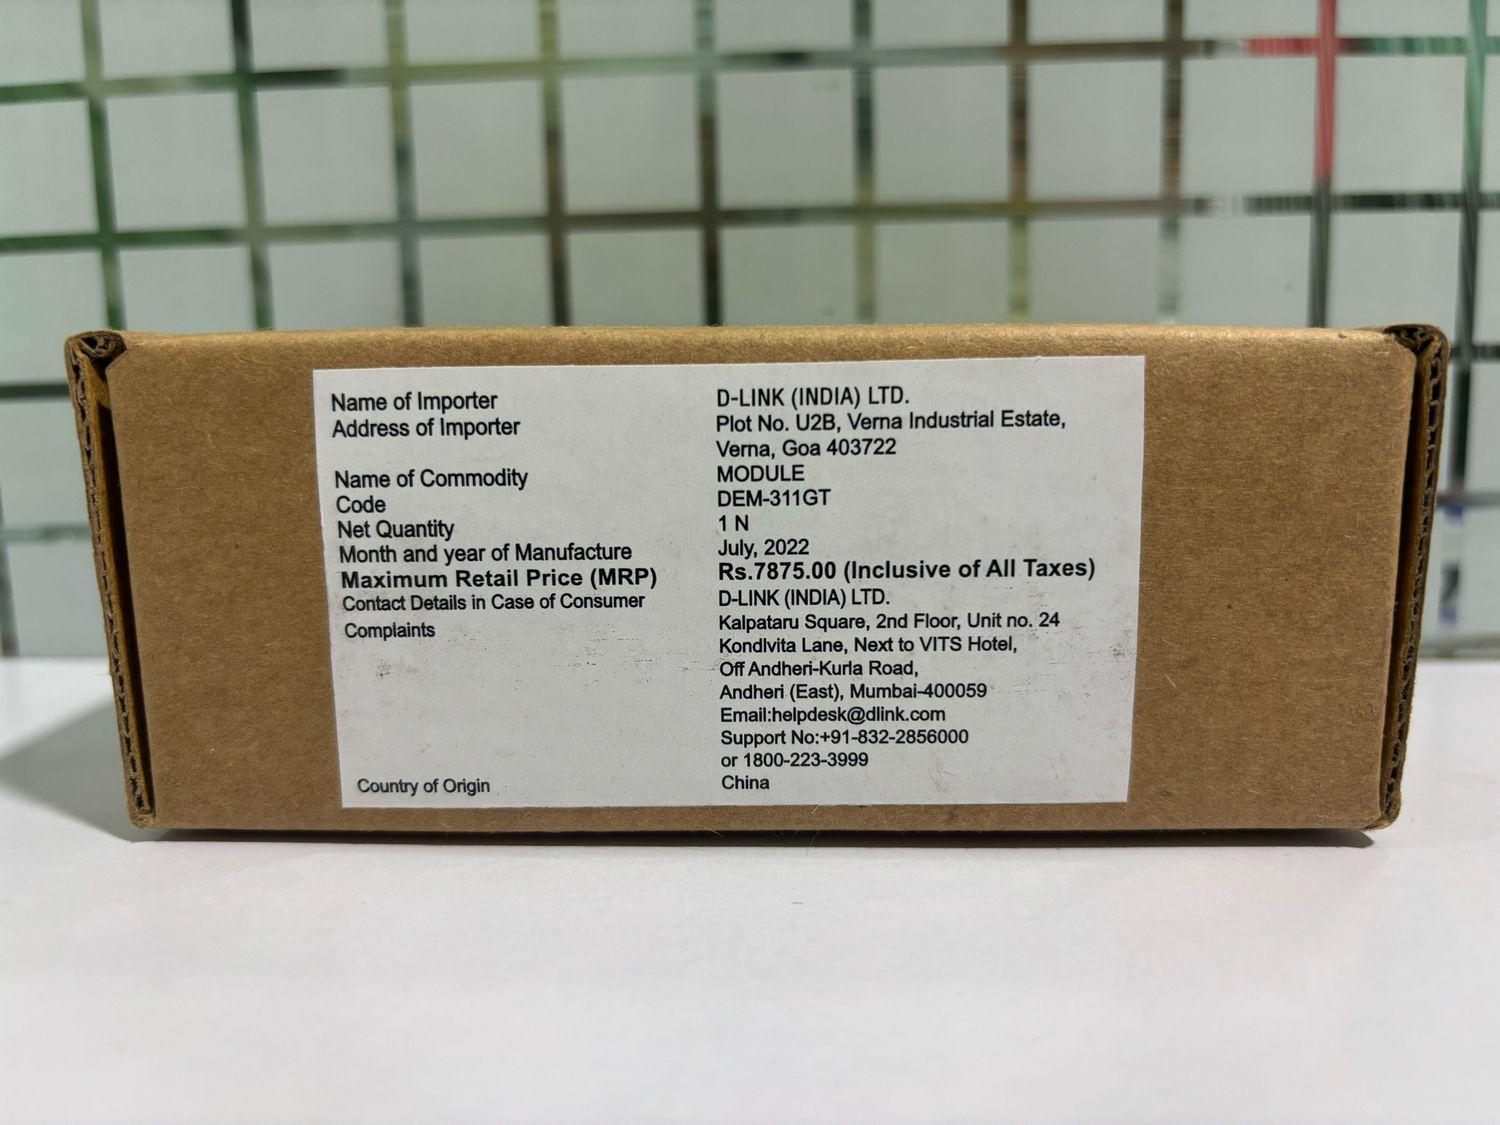 Name of Importer D-LINK (INDIA) LTD.
Address of Importer Plot No. U2B, Verna Industrial Estate,
Verna, Goa 403722
Name of Commodity MODULE
Code DEM-311GT
Net Quantity 1 N
Month and year of Manufacture July, 2022
Maximum Retail Price (MRP) Rs.7875.00 (Inclusive of All Taxes)
Contact Details in Case of Consumer D-LINK (INDIA) LTD.
Complaints Kalpataru Square, 2nd Floor, Unit no. 24
Kondlvita Lane, Next to VITS Hotel,
Off Andheri-Kurla Road,
Andheri (East), Mumbai-400059
Email:helpdesk@dlink.com
Support No:+91-832-2856000
or 1800-223-3999
Country of Origin China